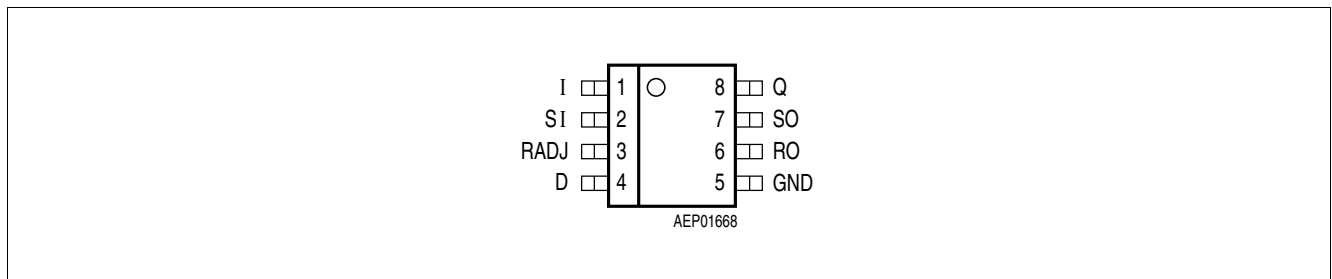 I 1 8 Q
SI 2 7 SO
RADJ 3 6 RO
D 4 5 GND
AEP01668